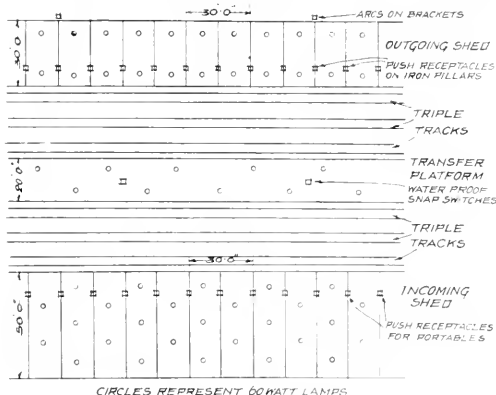 30'.0"
ARCS ON BRACKETS
OUTGOING SHED
30'.0"
PUSH RECEPTACLES
ON IRON PILLARS
TRIPLE
TRACKS
TRANSFER
PLATFORM
20'.0"
WATER PROOF
SNAP SWITCHES
TRIPLE
TRACKS
30'.0"
INCOMING
SHED
50'.0"
PUSH RECEPTACLES
FOR PORTABLES
CIRCLES REPRESENT 60 WATT LAMPS